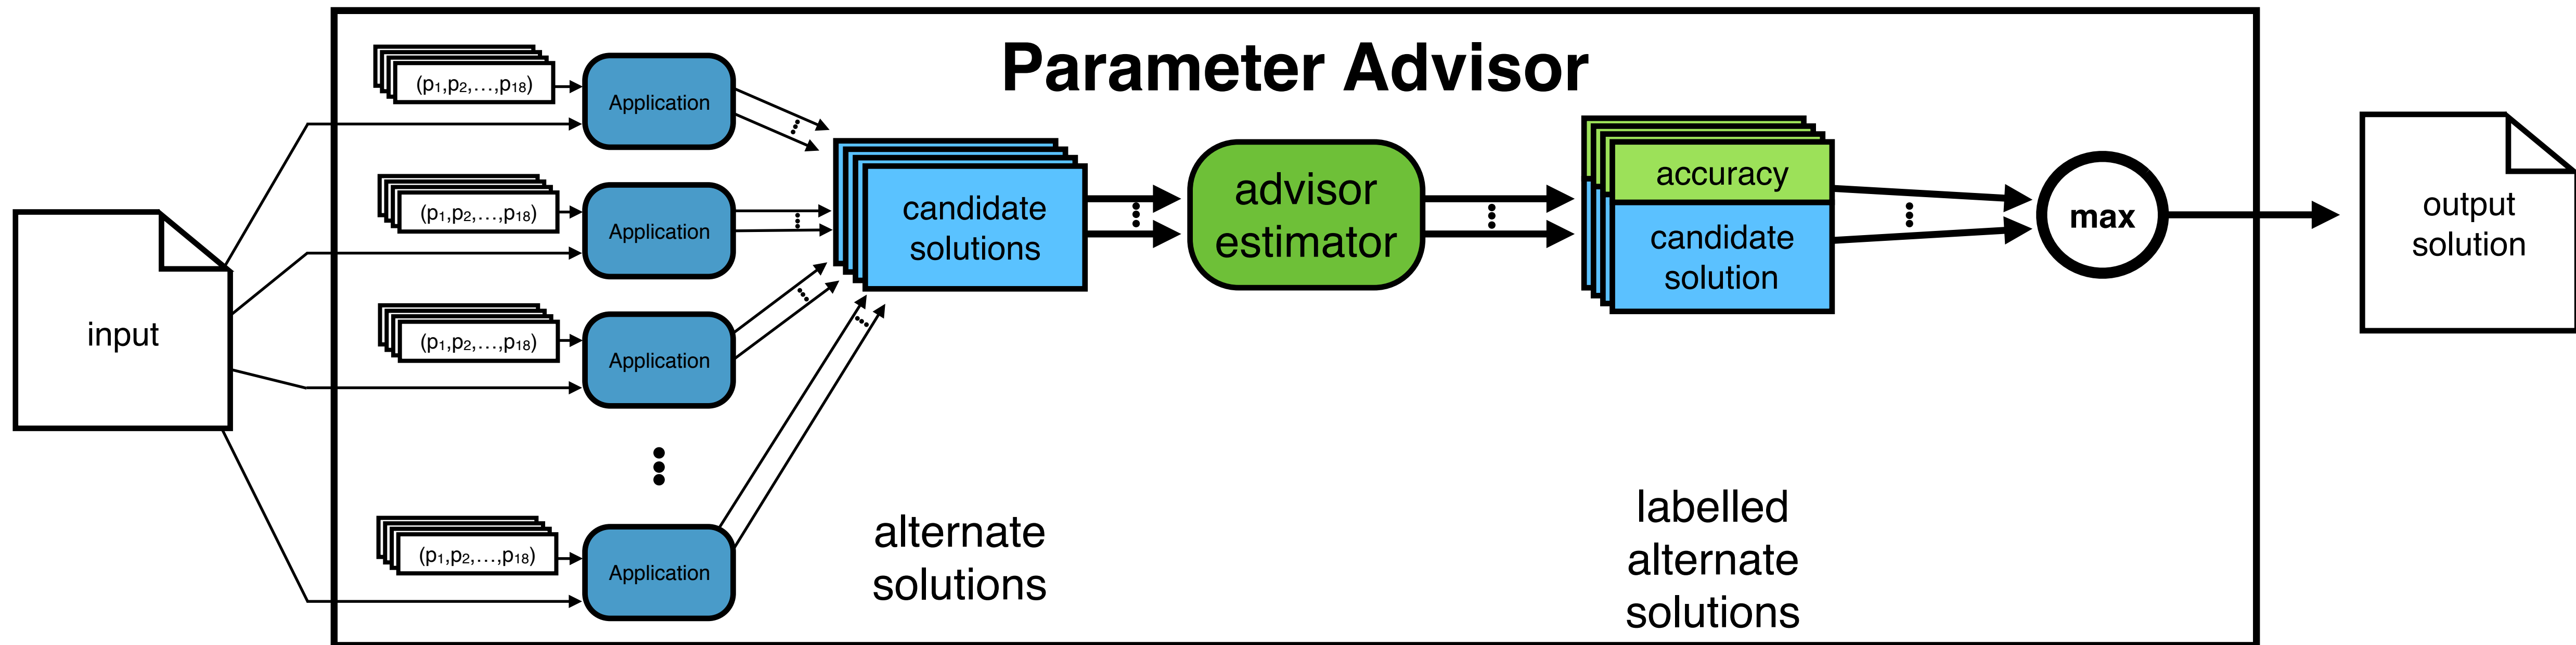 Parameter Advisor
input
(p₁,p₂,…,p₁₈)
Application
(p₁,p₂,…,p₁₈)
Application
(p₁,p₂,…,p₁₈)
Application
(p₁,p₂,…,p₁₈)
Application
candidate
solutions
alternate
solutions
advisor
estimator
accuracy
candidate
solution
labelled
alternate
solutions
max
output
solution